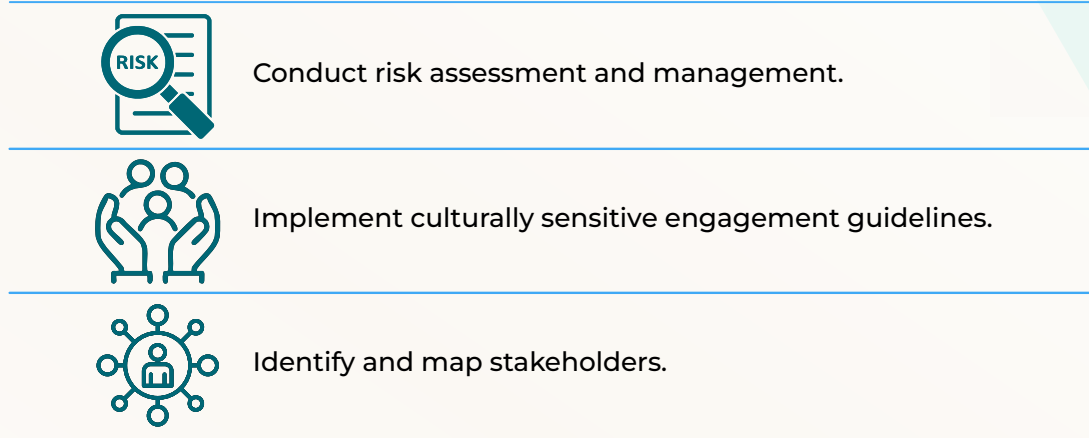 RISK
Conduct risk assessment and management.
Implement culturally sensitive engagement guidelines.
Identify and map stakeholders.